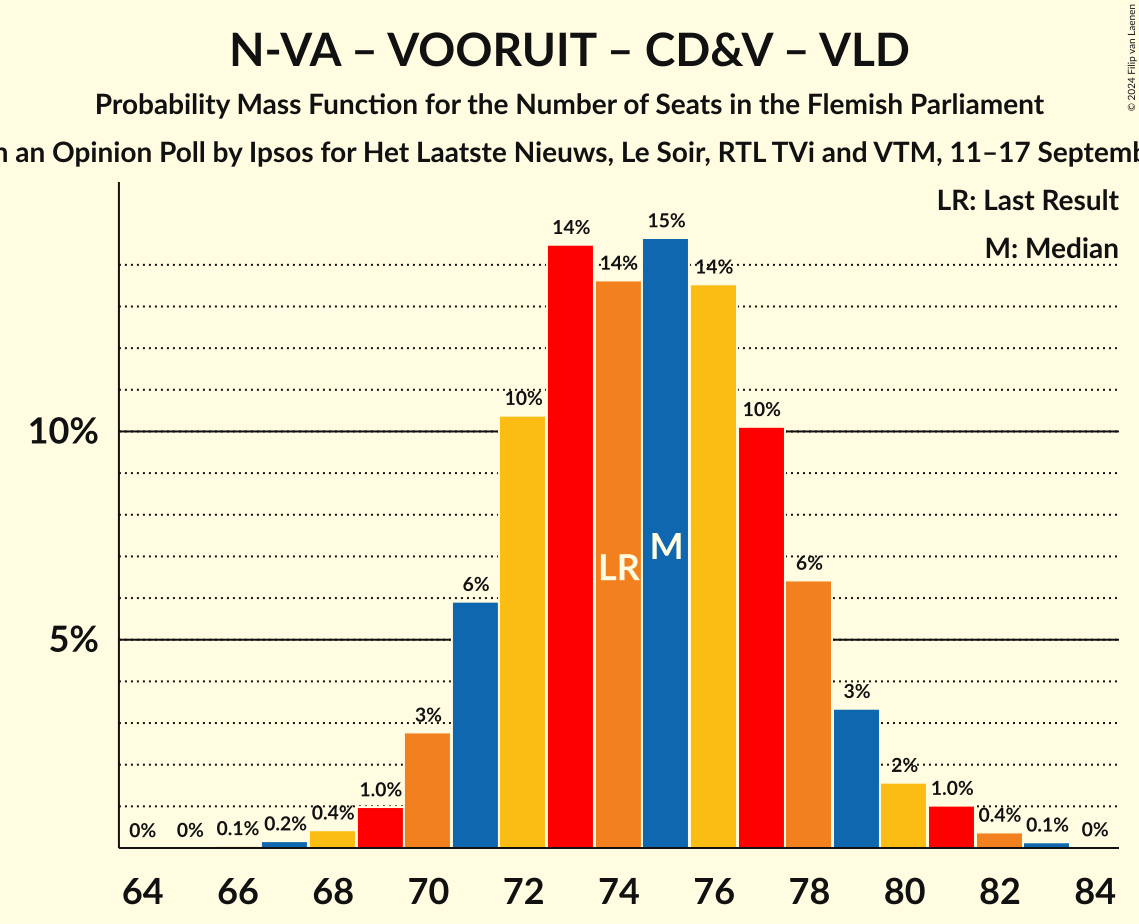 N-VA – VOORUIT – CD&V – VLD
Probability Mass Function for the Number of Seats in the Flemish Parliament
an Opinion Poll by Ipsos for Het Laatste Nieuws, Le Soir, RTL TVi and VTM, 11–17
© 2024 Filip van Laenen
LR: Last Result
M: Median
15%
14%
14%
14%
10%
10%
10%
LR
M
6%
6%
5%
3%
3%
2%
1.0%
1.0%
0.4%
0.4%
0% 0% 0.1% 0.2%
0.1% 0%
64 66 68 70 72 74 76 78 80 82 84